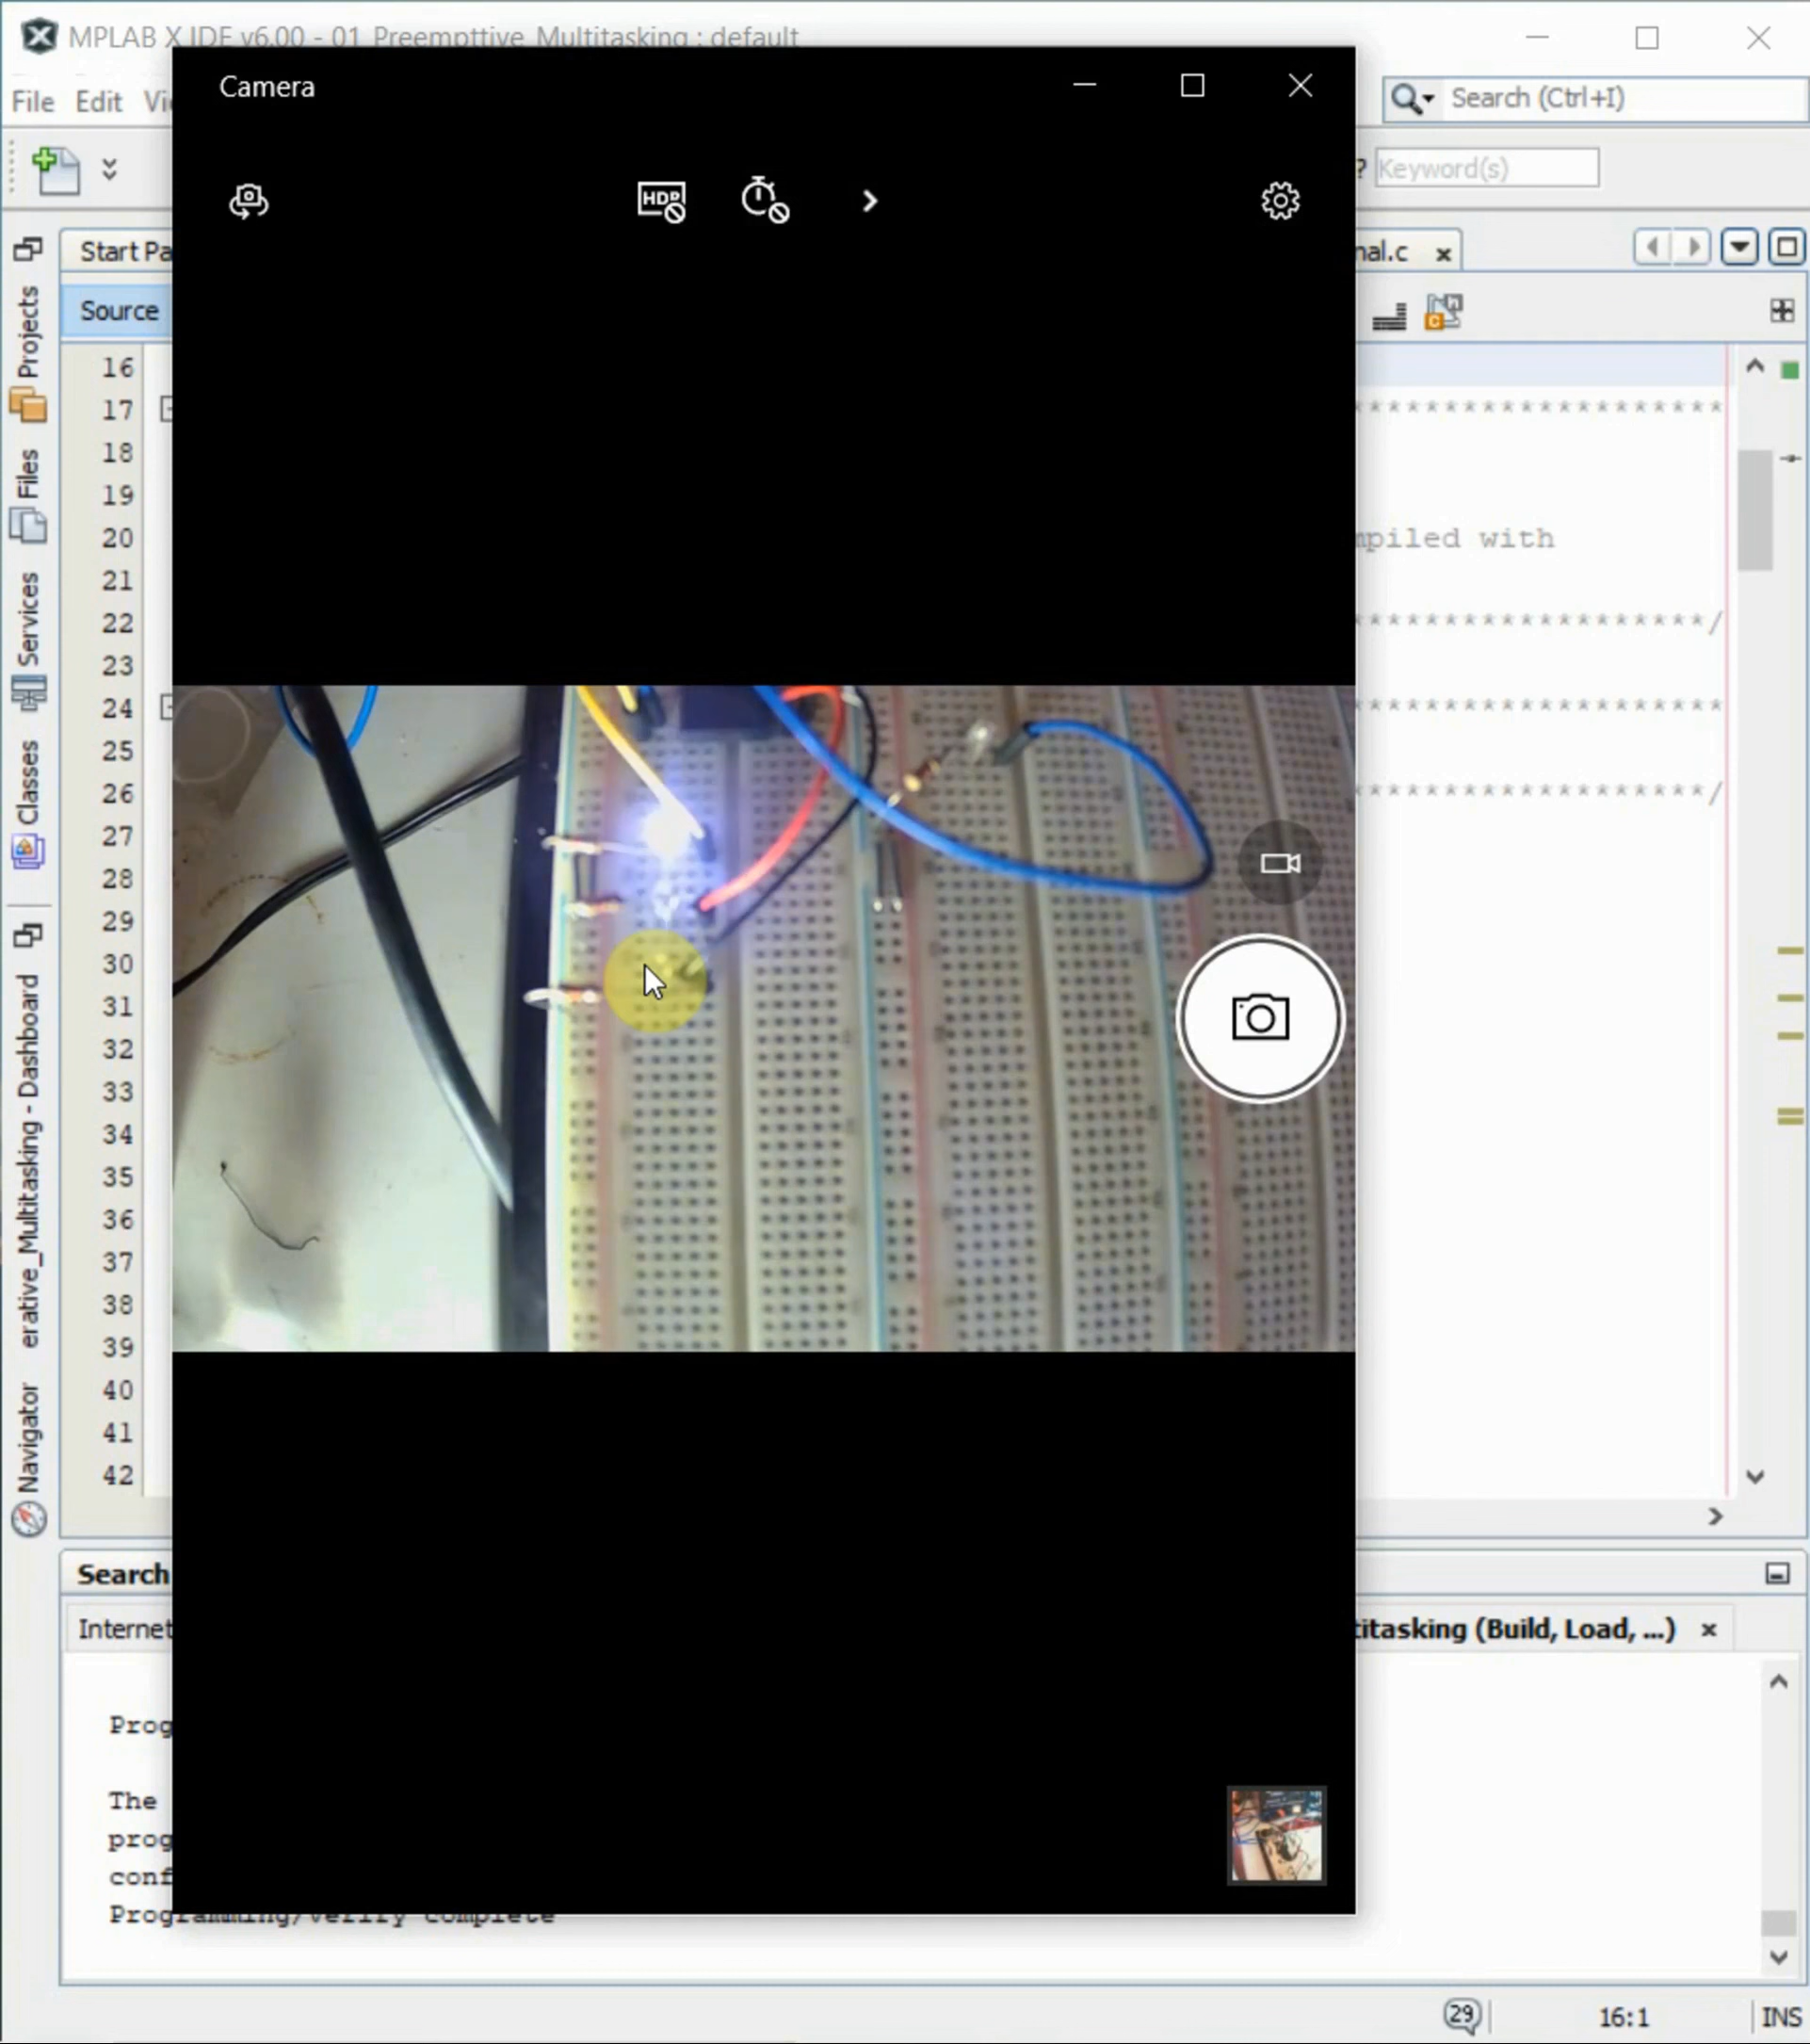 MPLAB X IDE v6.00 - 01_Preempttive_Multitasking : default
Camera
File Edit
Search (Ctrl+I)
HDR
? Keyword(s)
Start Pa
nal.c
Source
Projects
Files
Services
Classes
erative_Multitasking - Dashboard
Navigator
16
17 ******************
18
19
20 mpiled with
21
22 ******************/
23
24 ******************
25
26 ******************/
27
28
29
30
31
32
33
34
35
36
37
38
39
40
41
42
Search
Internet
titasking (Build, Load, ...)
Prog
The
prog
conf
Programming/Verify complete
29
16:1
INS